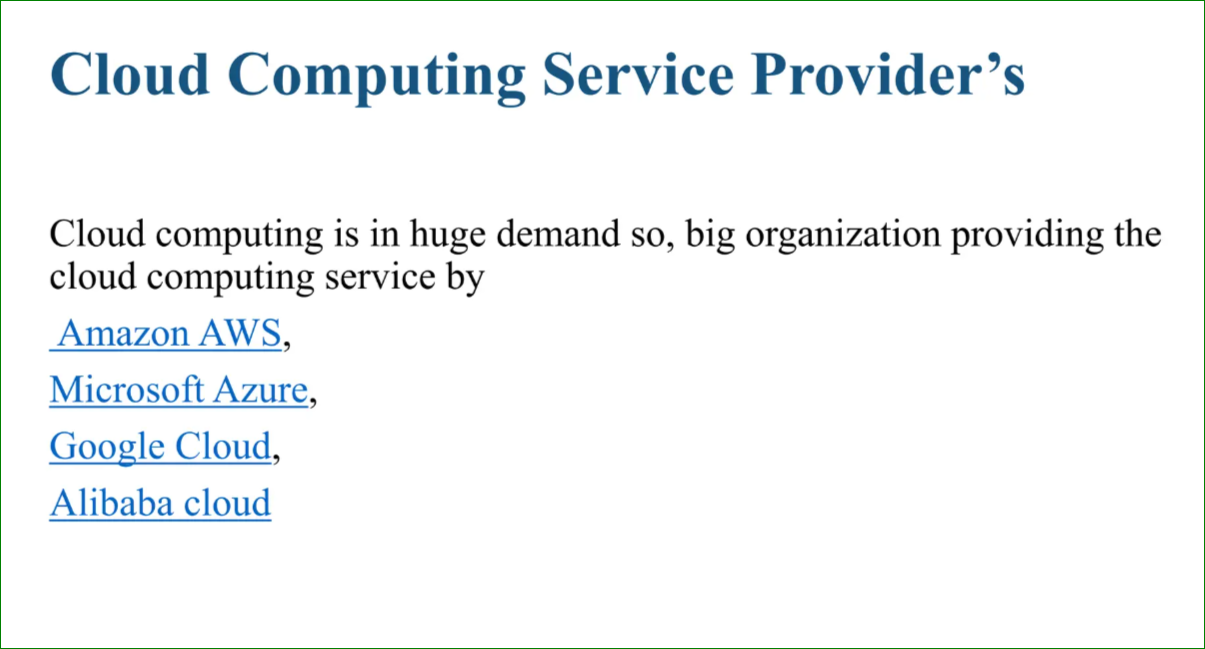 Cloud Computing Service Provider’s
Cloud computing is in huge demand so, big organization providing the
cloud computing service by
Amazon AWS,
Microsoft Azure,
Google Cloud,
Alibaba cloud